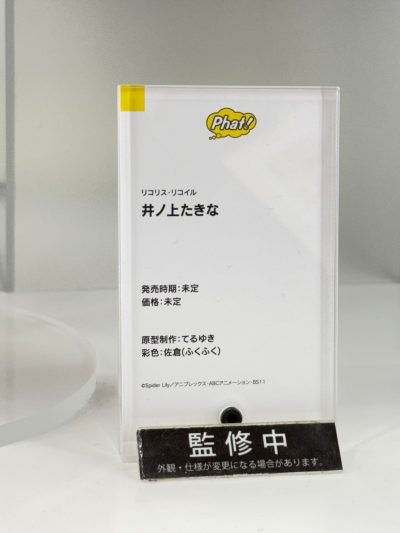 Phat!
リコリス・リコイル
井ノ上たきな
発売時期：未定
価格：未定
原型制作：てるゆき
彩色：佐倉(ふくふく)
©Spider Lily／アニプレックス・ABCアニメーション・BS11
監修中
外観・仕様が変更になる場合があります。